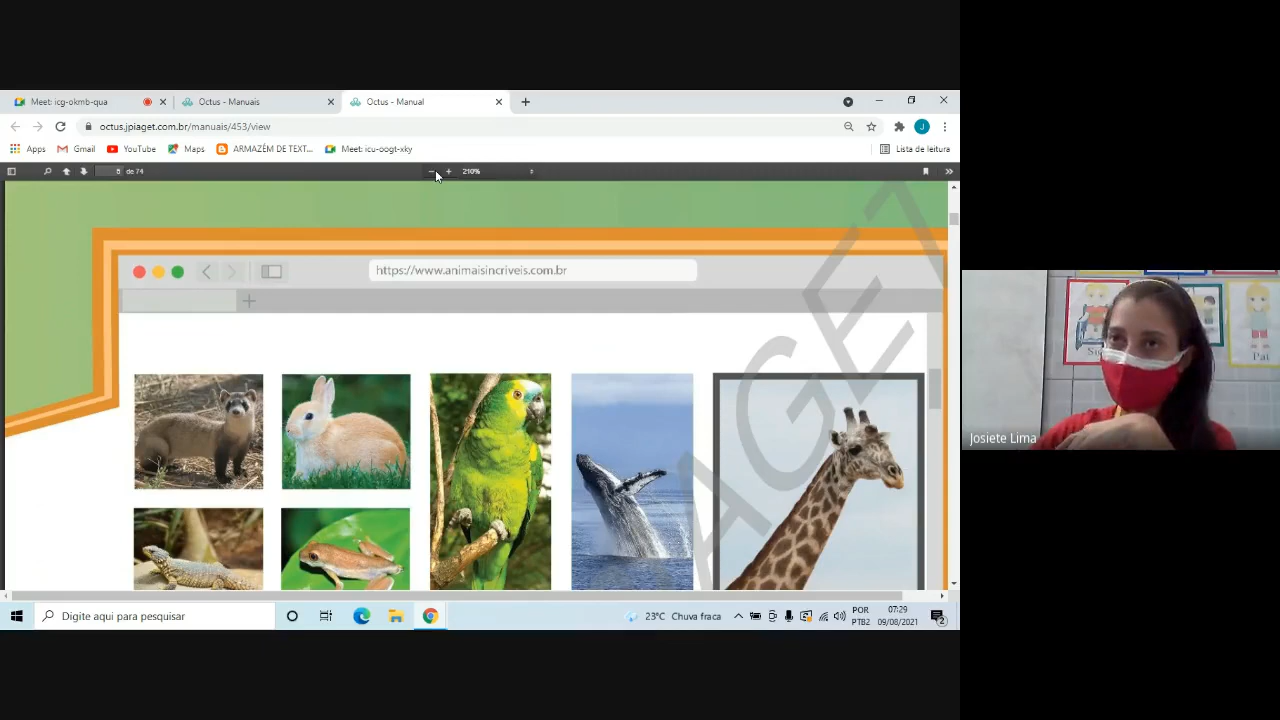 Meet: icg-okmb-qua
Octus - Manuais
Octus - Manual
octus.jpiaget.com.br/manuais/453/view
Apps
Gmail
YouTube
Maps
ARMAZÉM DE TEXT...
Meet: icu-oogt-xky
Lista de leitura
de 74
210%
https://www.animaisincriveis.com.br
Josiete Lima
Digite aqui para pesquisar
23°C Chuva fraca
POR
PTB2
07:29
09/08/2021
2